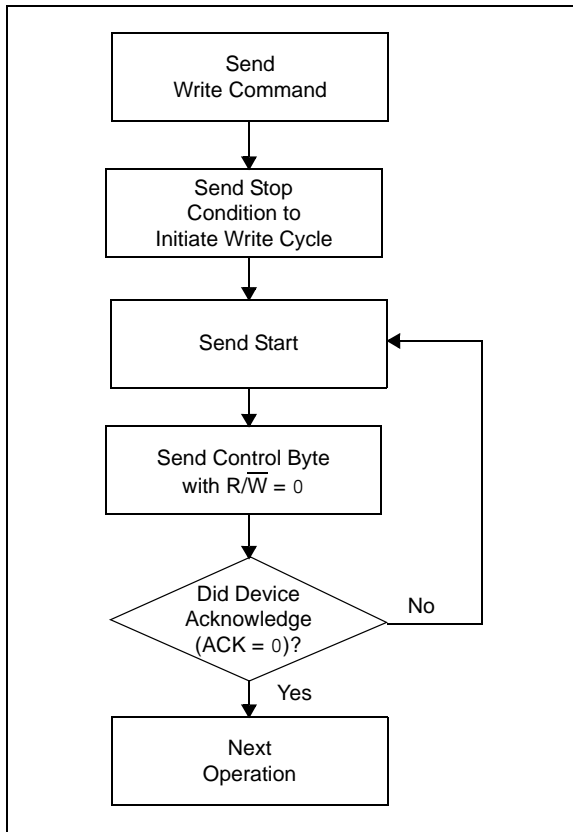 Send
Write Command
Send Stop
Condition to
Initiate Write Cycle
Send Start
Send Control Byte
with R/W̅ = 0
Did Device
Acknowledge
(ACK = 0)?
No
Yes
Next
Operation